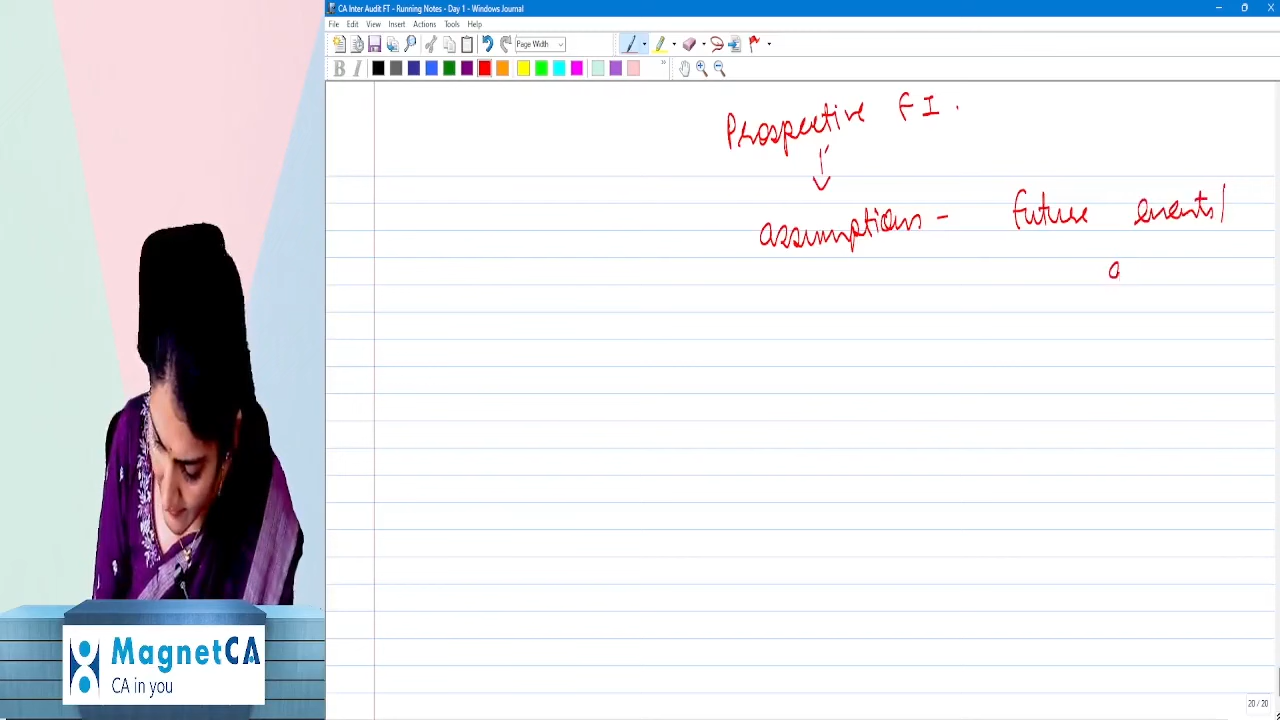 CA Inter Audit FT - Running Notes - Day 1 - Windows Journal
File Edit View Insert Actions Tools Help
Page Width
B I
Prospective FI.
assumptions - future events/
a
MagnetCA
CA in you
20 / 20